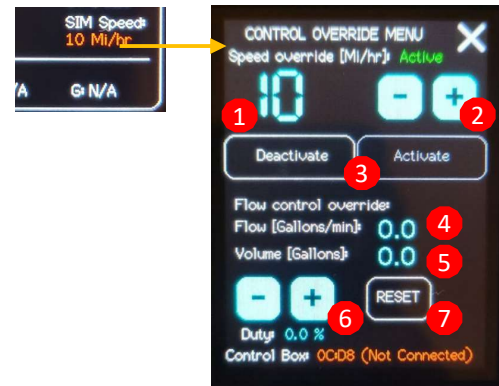 SIM Speed:
10 Mi/hr
/A
G: N/A
CONTROL OVERRIDE MENU
Speed override [Mi/hr]: Active
10
- +
1
2
Deactivate
Activate
3
Flow control override:
Flow [Gallons/min]: 0.0
4
Volume [Gallons]: 0.0
5
- +
RESET
6
7
Duty: 0.0 %
Control Box: 0C:D8 (Not Connected)